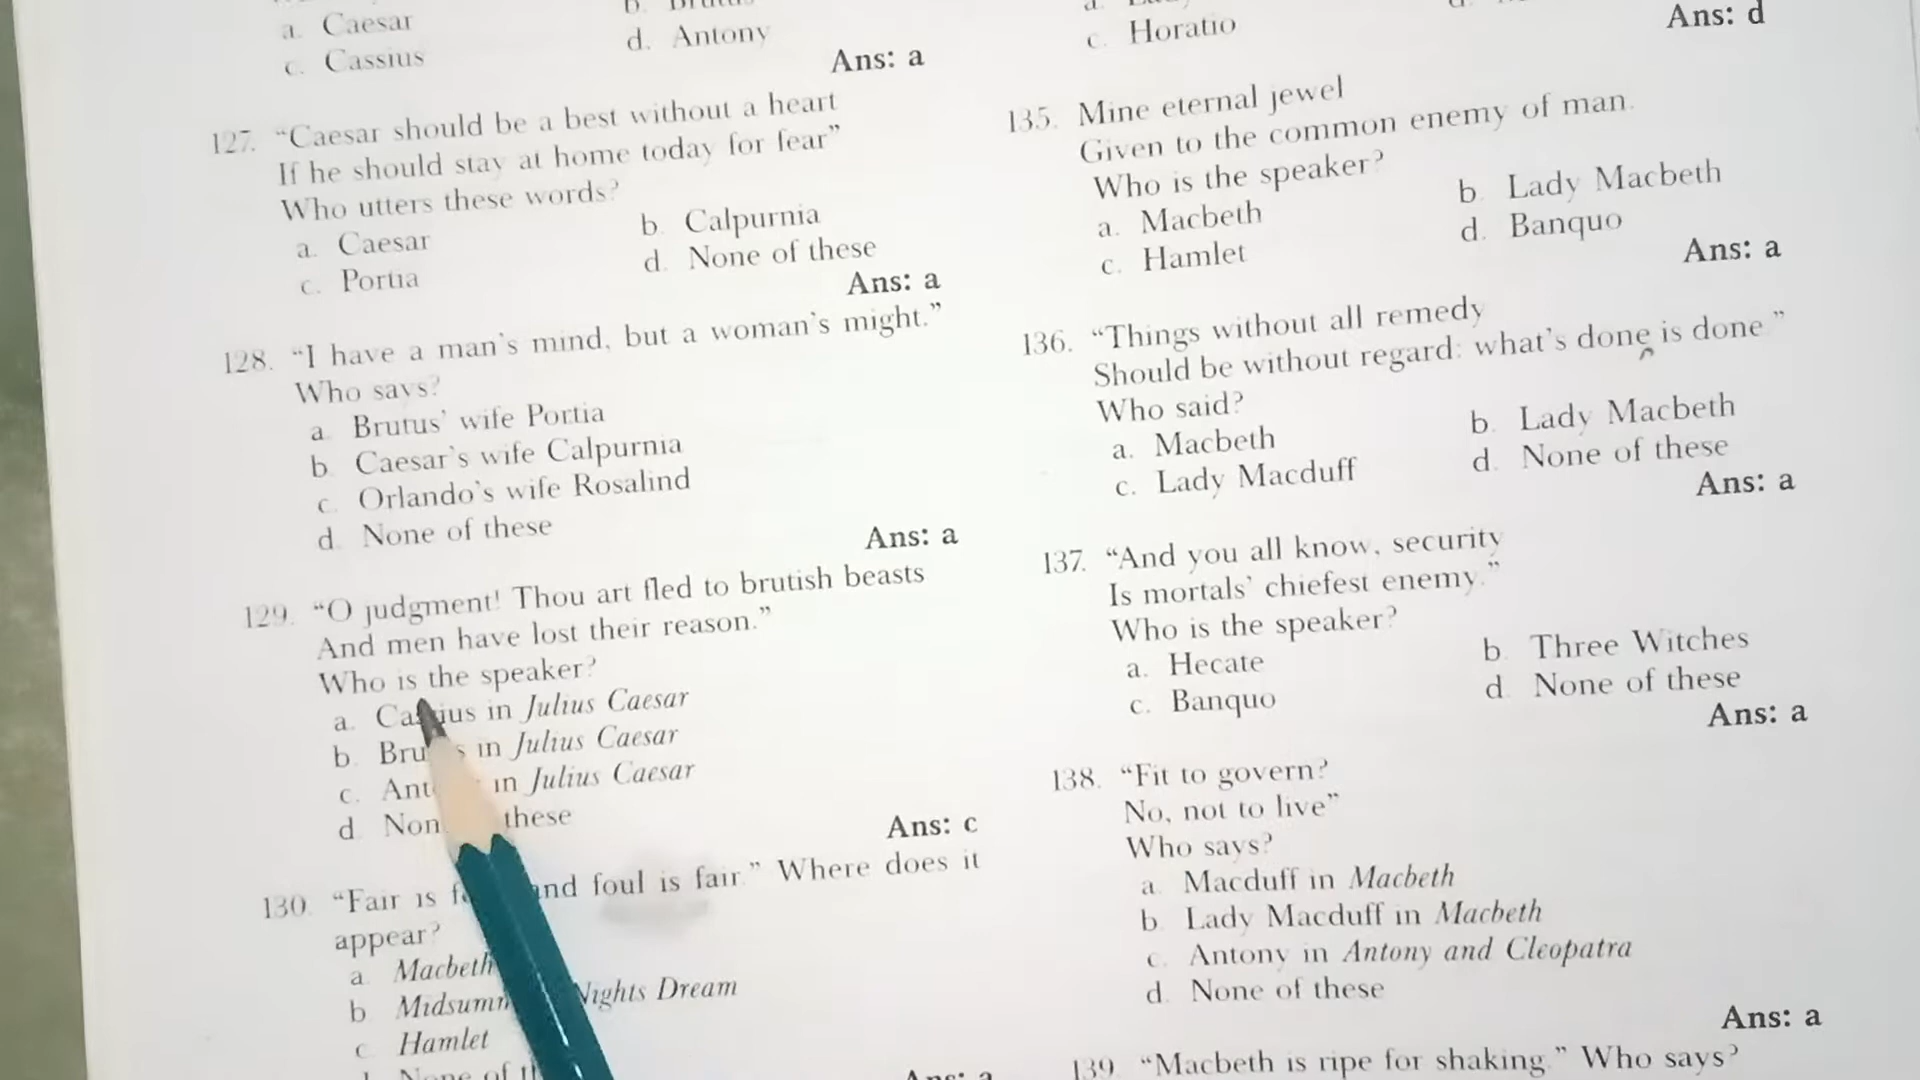 a. Caesar
c. Cassius
d. Antony
Ans: a
127. “Caesar should be a best without a heart
If he should stay at home today for fear”
Who utters these words?
a. Caesar
b. Calpurnia
c. Portia
d. None of these
Ans: a
128. “I have a man's mind, but a woman's might.”
Who says?
a. Brutus' wife Portia
b. Caesar's wife Calpurnia
c. Orlando's wife Rosalind
d. None of these
Ans: a
129. “O judgment! Thou art fled to brutish beasts
And men have lost their reason.”
Who is the speaker?
a. in Julius Caesar
b. in Julius Caesar
c. in Julius Caesar
d. these
Ans: c
130. “Fair is and foul is fair.” Where does it
appear?
a. Macbeth
b. Nights Dream
c. Hamlet
c. Horatio
Ans: d
135. Mine eternal jewel
Given to the common enemy of man.
Who is the speaker?
a. Macbeth
b. Lady Macbeth
c. Hamlet
d. Banquo
Ans: a
136. “Things without all remedy
Should be without regard: what's done is done.”
Who said?
a. Macbeth
b. Lady Macbeth
c. Lady Macduff
d. None of these
Ans: a
137. “And you all know, security
Is mortals' chiefest enemy.”
Who is the speaker?
a. Hecate
b. Three Witches
c. Banquo
d. None of these
Ans: a
138. “Fit to govern?
No, not to live”
Who says?
a. Macduff in Macbeth
b. Lady Macduff in Macbeth
c. Antony in Antony and Cleopatra
d. None of these
Ans: a
139. “Macbeth is ripe for shaking.” Who says?